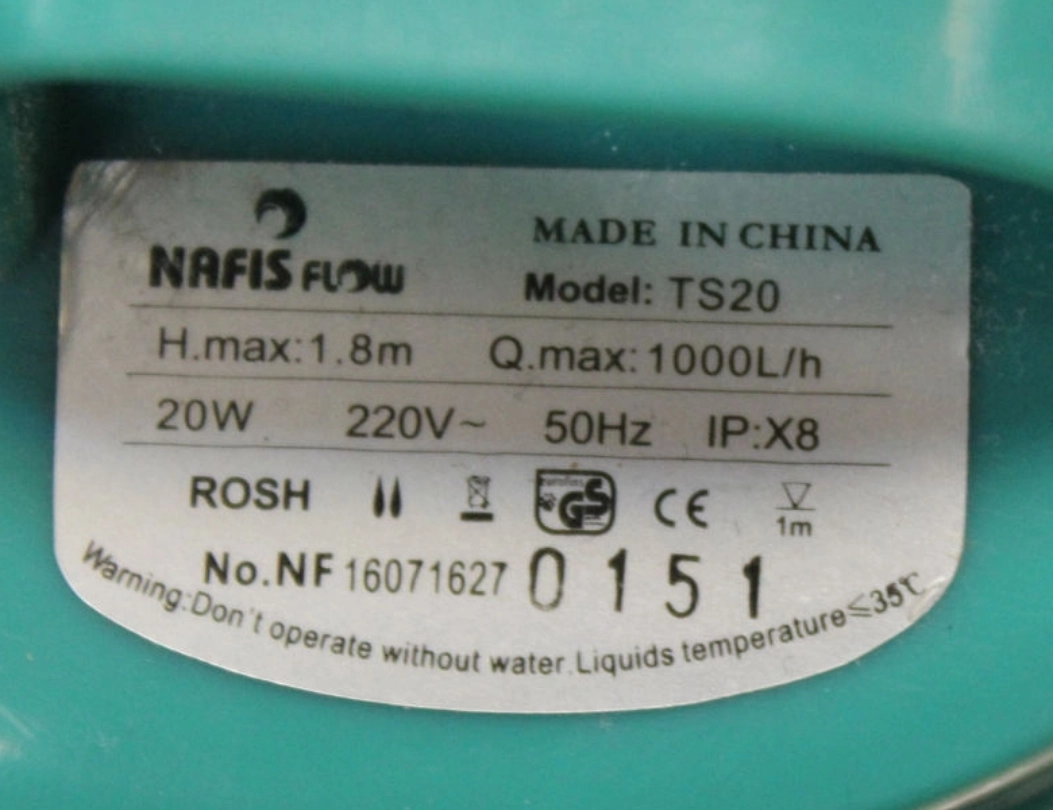 NAFIS FLOW
MADE IN CHINA
Model: TS20
H.max:1.8m Q.max:1000L/h
20W 220V~ 50Hz IP:X8
ROSH GS CE 1m
No.NF 16071627 0151
Warning:Don't operate without water.Liquids temperature≤35℃